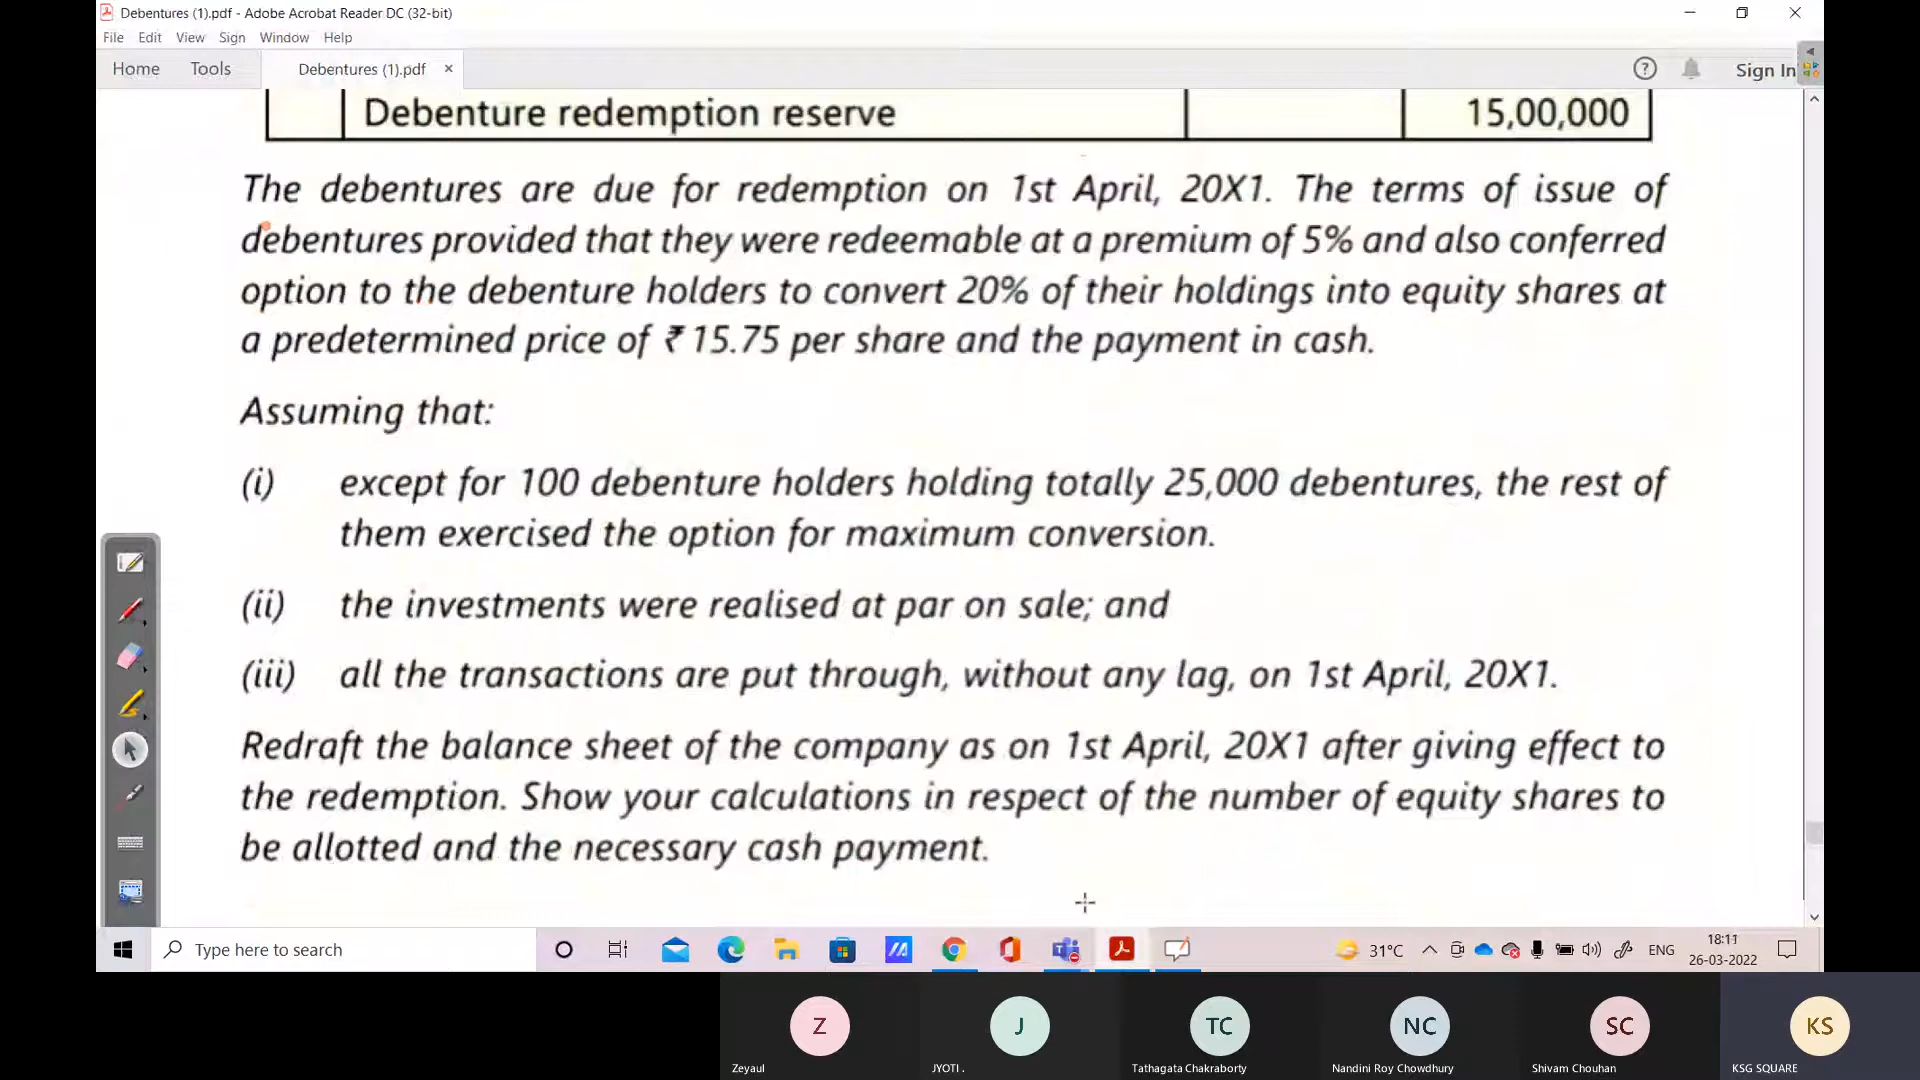 Debentures (1).pdf - Adobe Acrobat Reader DC (32-bit)
File Edit View Sign Window Help
Home Tools Debentures (1).pdf × Sign In
Debenture redemption reserve 15,00,000
The debentures are due for redemption on 1st April, 20X1. The terms of issue of
debentures provided that they were redeemable at a premium of 5% and also conferred
option to the debenture holders to convert 20% of their holdings into equity shares at
a predetermined price of ₹ 15.75 per share and the payment in cash.
Assuming that:
(i) except for 100 debenture holders holding totally 25,000 debentures, the rest of
them exercised the option for maximum conversion.
(ii) the investments were realised at par on sale; and
(iii) all the transactions are put through, without any lag, on 1st April, 20X1.
Redraft the balance sheet of the company as on 1st April, 20X1 after giving effect to
the redemption. Show your calculations in respect of the number of equity shares to
be allotted and the necessary cash payment.
Type here to search 31°C ENG 18:11
26-03-2022
Z J TC NC SC KS
Zeyaul JYOTI . Tathagata Chakraborty Nandini Roy Chowdhury Shivam Chouhan KSG SQUARE